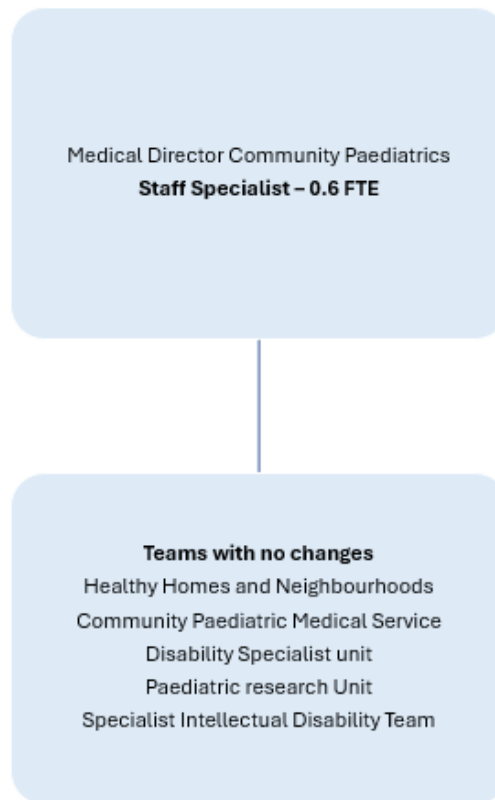 Medical Director Community Paediatrics
Staff Specialist – 0.6 FTE
Teams with no changes
Healthy Homes and Neighbourhoods
Community Paediatric Medical Service
Disability Specialist unit
Paediatric research Unit
Specialist Intellectual Disability Team